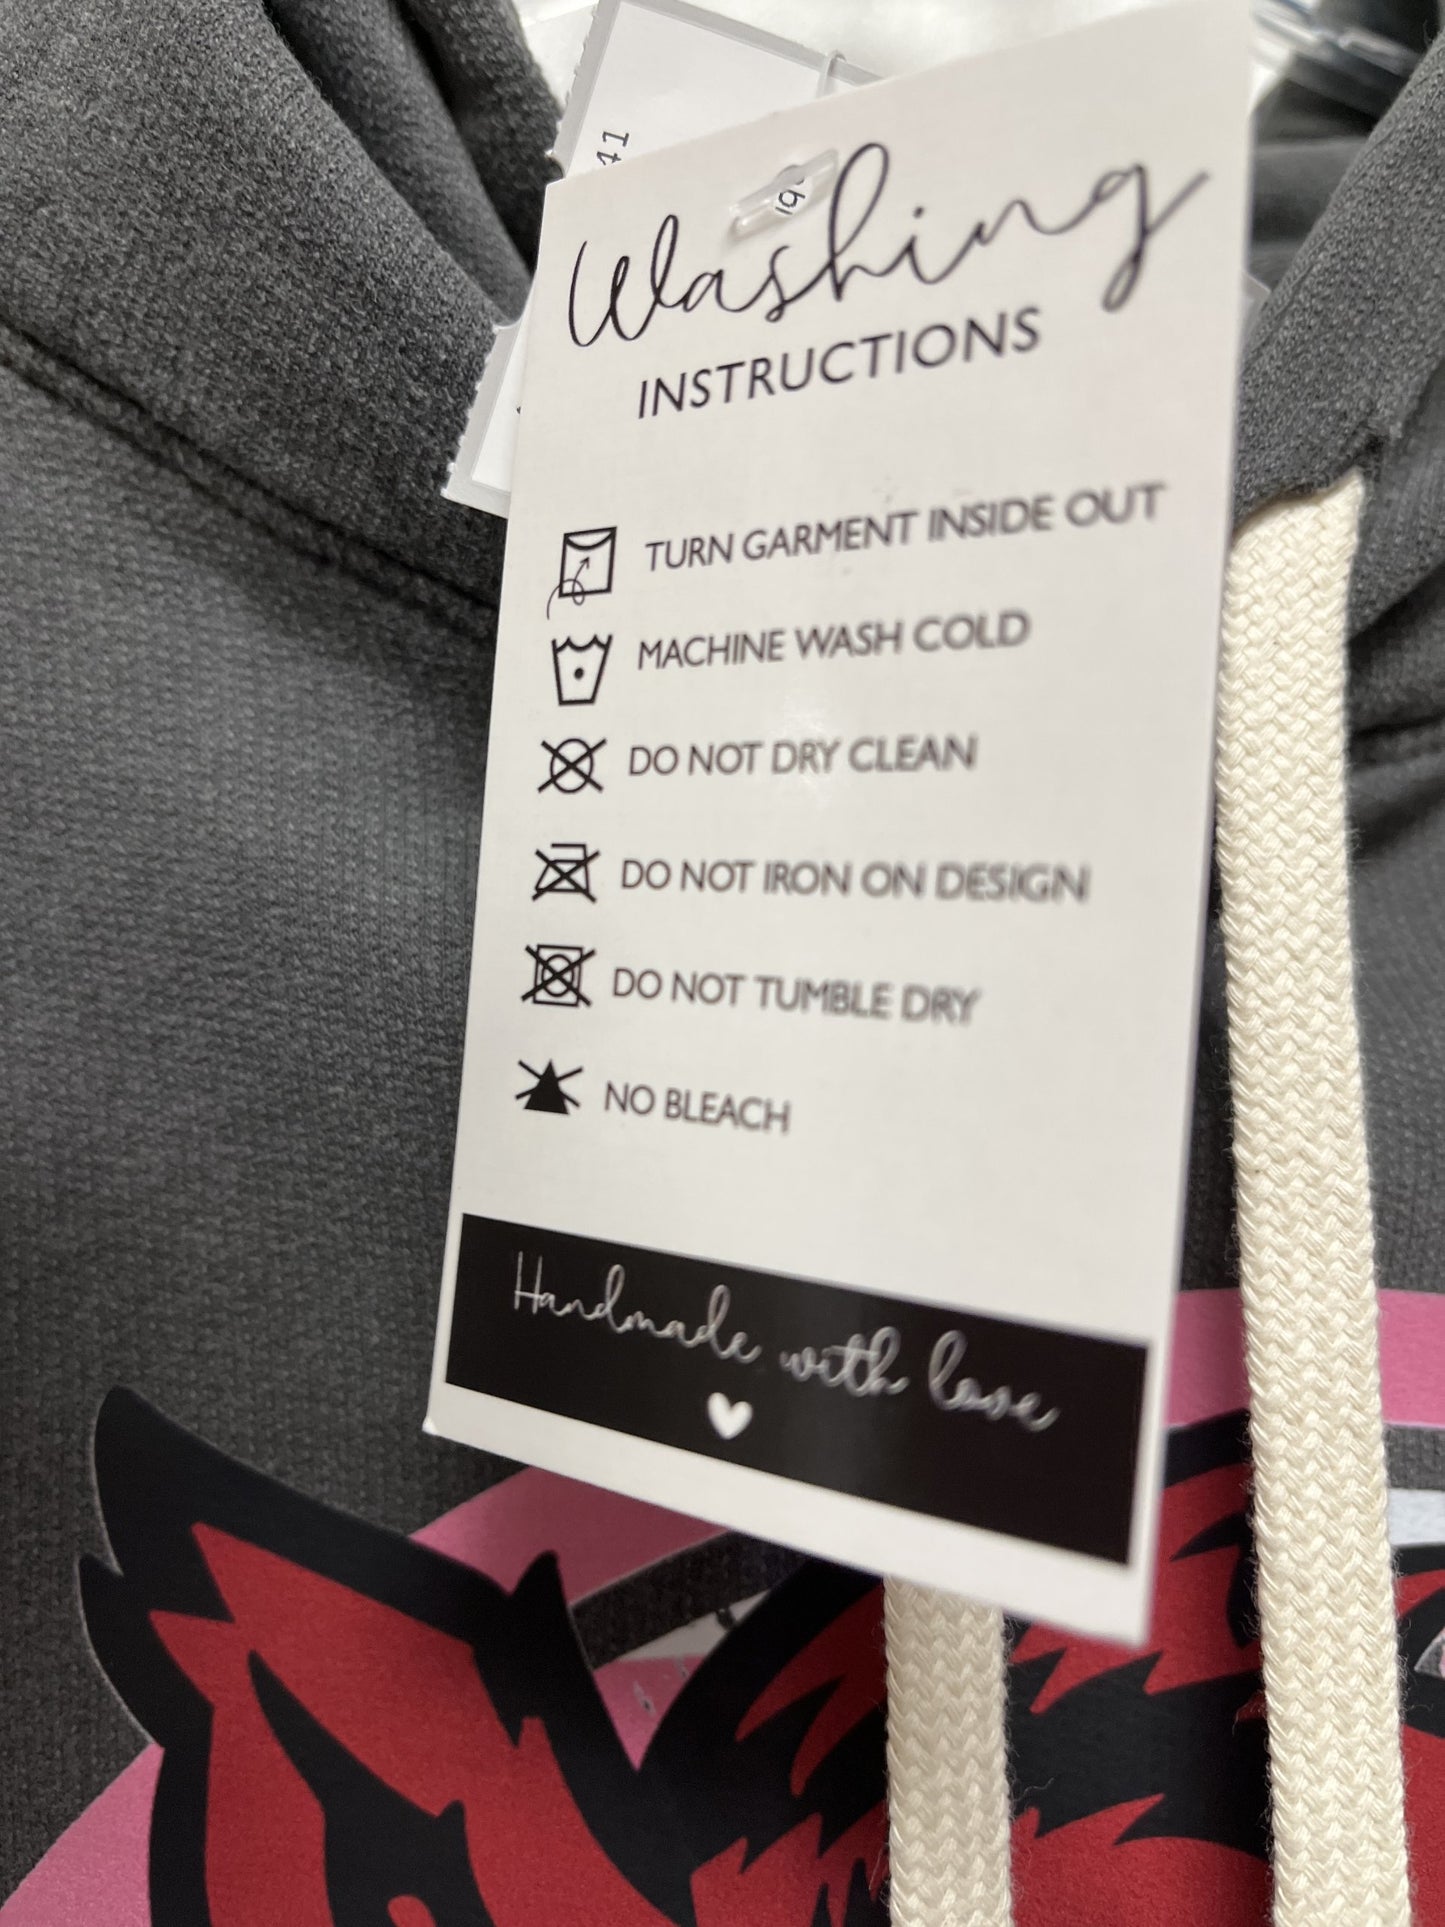 41
Washing
INSTRUCTIONS
TURN GARMENT INSIDE OUT
MACHINE WASH COLD
DO NOT DRY CLEAN
DO NOT IRON ON DESIGN
DO NOT TUMBLE DRY
NO BLEACH
Handmade with love